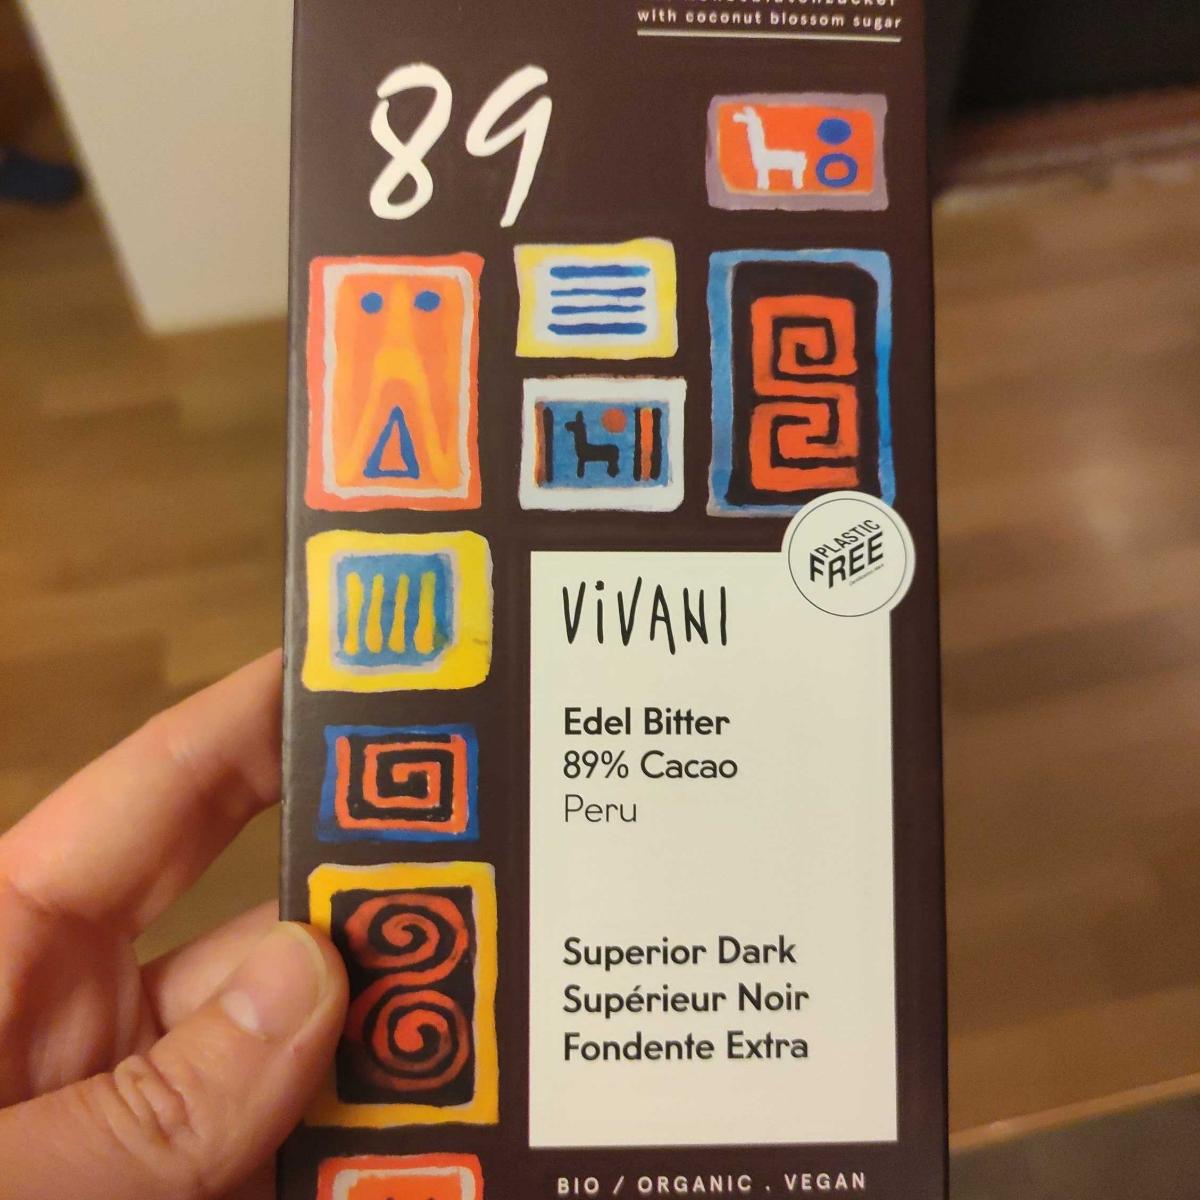 with coconut blossom sugar
89
PLASTIC
FREE
ViVANI
Edel Bitter
89% Cacao
Peru
Superior Dark
Supérieur Noir
Fondente Extra
BIO / ORGANIC . VEGAN